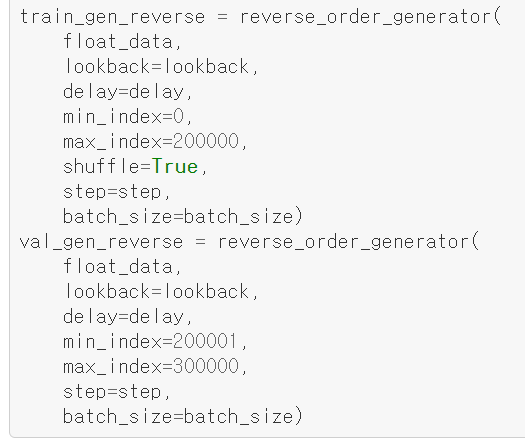 train_gen_reverse = reverse_order_generator(
    float_data,
    lookback=lookback,
    delay=delay,
    min_index=0,
    max_index=200000,
    shuffle=True,
    step=step,
    batch_size=batch_size)
val_gen_reverse = reverse_order_generator(
    float_data,
    lookback=lookback,
    delay=delay,
    min_index=200001,
    max_index=300000,
    step=step,
    batch_size=batch_size)